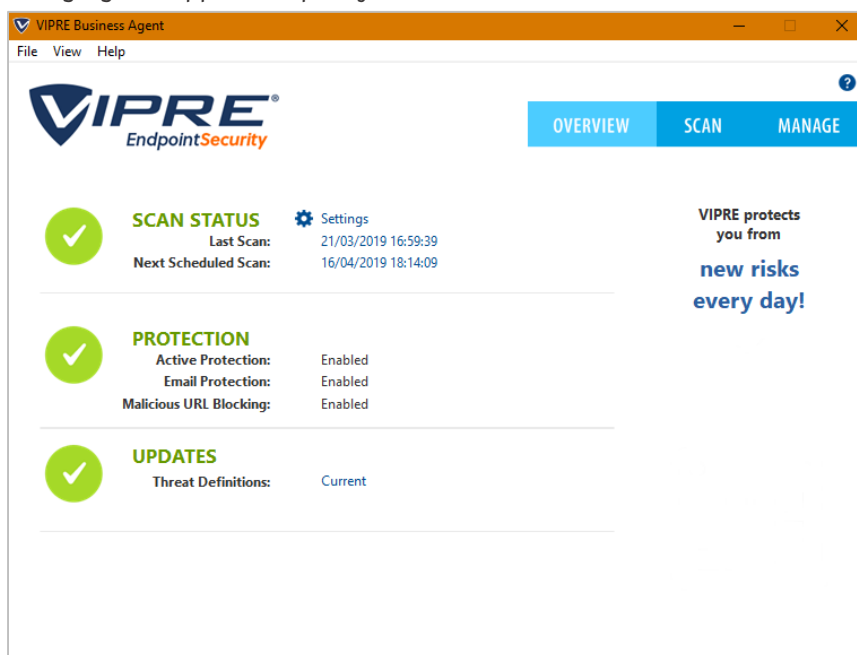 VIPRE Business Agent
File View Help
VIPRE®
EndpointSecurity
OVERVIEW SCAN MANAGE
SCAN STATUS Settings
Last Scan: 21/03/2019 16:59:39
Next Scheduled Scan: 16/04/2019 18:14:09
VIPRE protects
you from
new risks
every day!
PROTECTION
Active Protection: Enabled
Email Protection: Enabled
Malicious URL Blocking: Enabled
UPDATES
Threat Definitions: Current